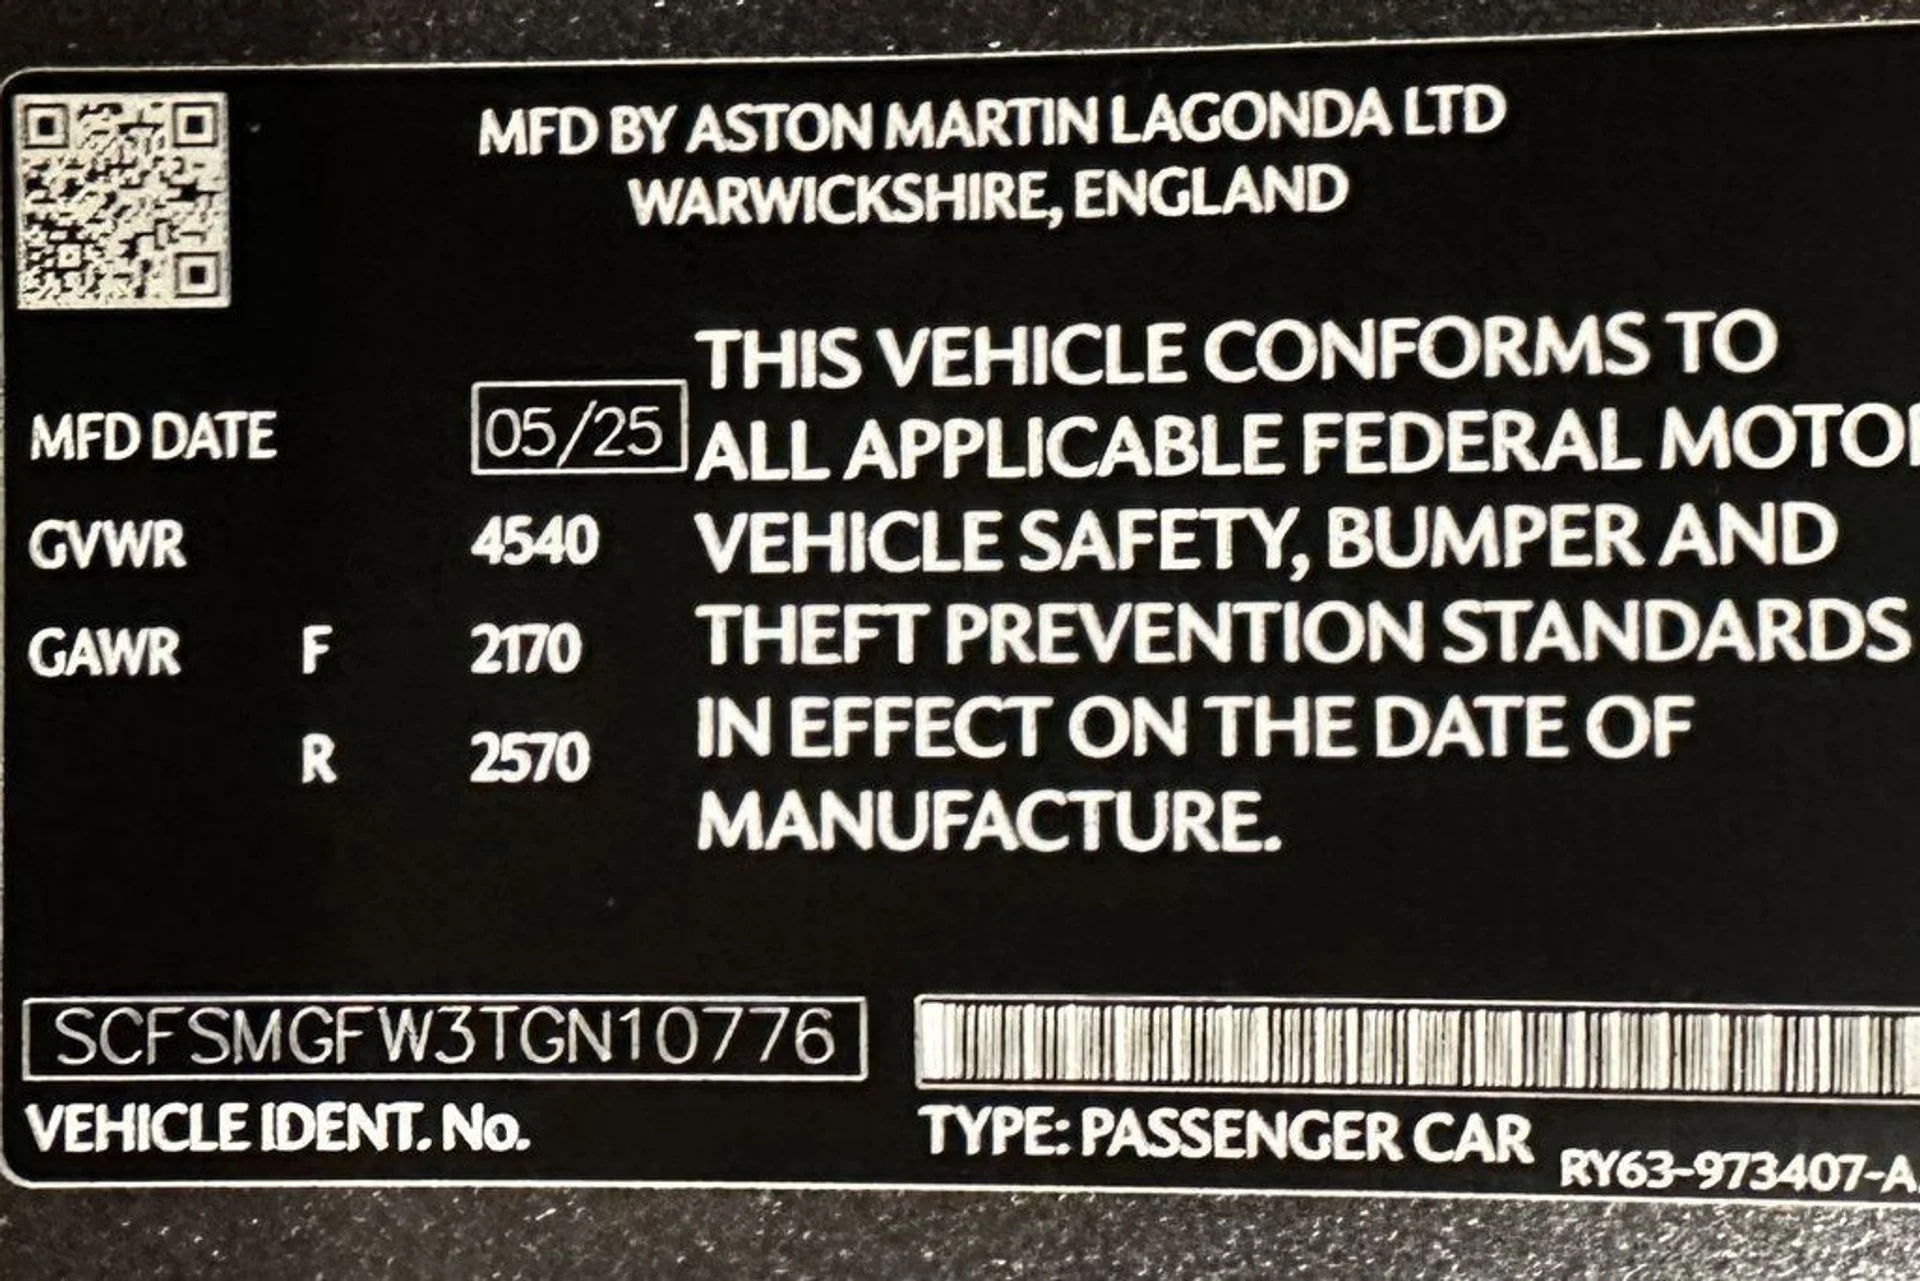 MFD BY ASTON MARTIN LAGONDA LTD
WARWICKSHIRE, ENGLAND
MFD DATE 05/25
GVWR 4540
GAWR F 2170
R 2570
THIS VEHICLE CONFORMS TO
ALL APPLICABLE FEDERAL MOTOR
VEHICLE SAFETY, BUMPER AND
THEFT PREVENTION STANDARDS
IN EFFECT ON THE DATE OF
MANUFACTURE.
SCFSMGFW3TGN10776
VEHICLE IDENT. No.
TYPE: PASSENGER CAR
RY63-973407-A